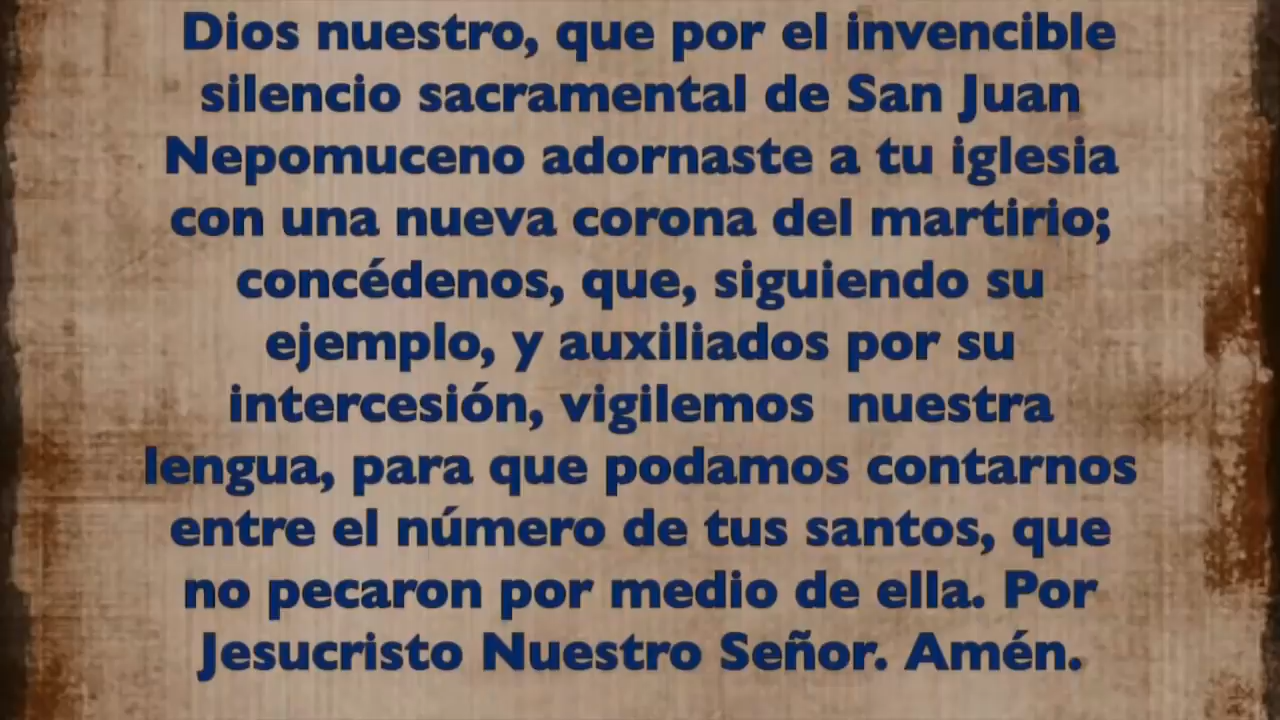 Dios nuestro, que por el invencible
silencio sacramental de San Juan
Nepomuceno adornaste a tu iglesia
con una nueva corona del martirio;
concédenos, que, siguiendo su
ejemplo, y auxiliados por su
intercesión, vigilemos  nuestra
lengua, para que podamos contarnos
entre el número de tus santos, que
no pecaron por medio de ella. Por
Jesucristo Nuestro Señor. Amén.